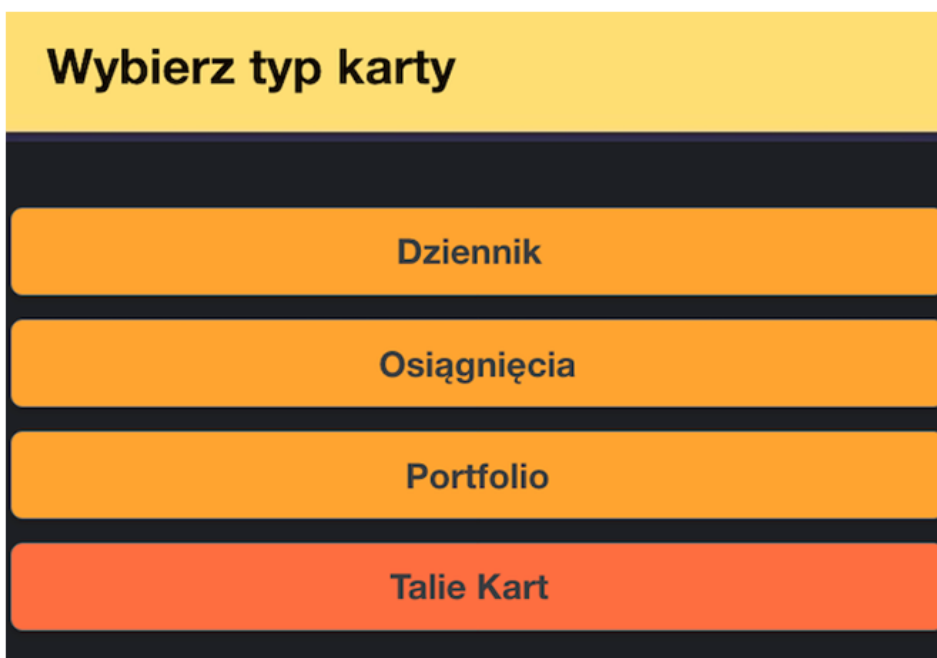 Wybierz typ karty
Dziennik
Osiągnięcia
Portfolio
Talie Kart